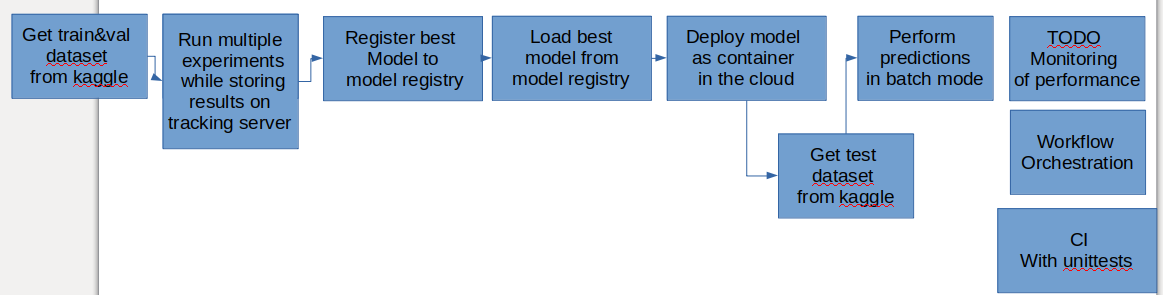 Get train&val
dataset
from kaggle
Run multiple
experiments
while storing
results on
tracking server
Register best
Model to
model registry
Load best
model from
model registry
Deploy model
as container
in the cloud
Get test
dataset
from kaggle
Perform
predictions
in batch mode
TODO
Monitoring
of performance
Workflow
Orchestration
CI
With unittests